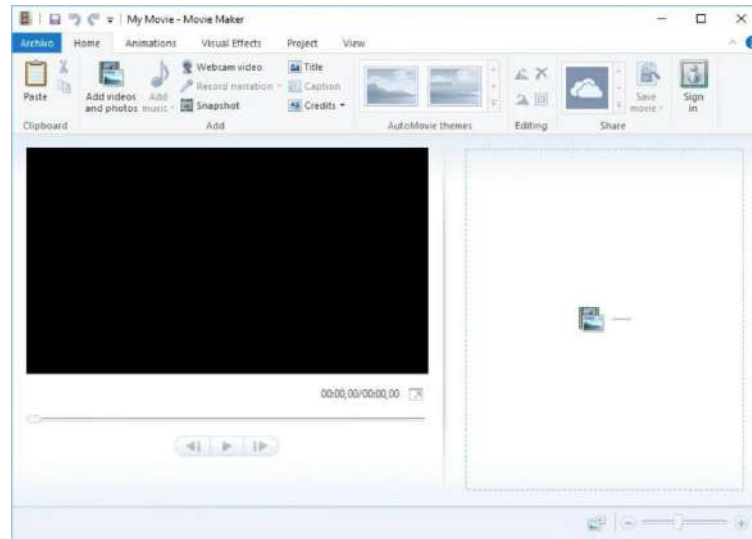 My Movie - Movie Maker
Archivo Home Animations Visual Effects Project View
Paste
Add videos and photos
Add music
Webcam video
Record narration
Snapshot
Title
Caption
Credits
Save movie
Sign in
Clipboard Add AutoMovie themes Editing Share
00:00,00/00:00,00